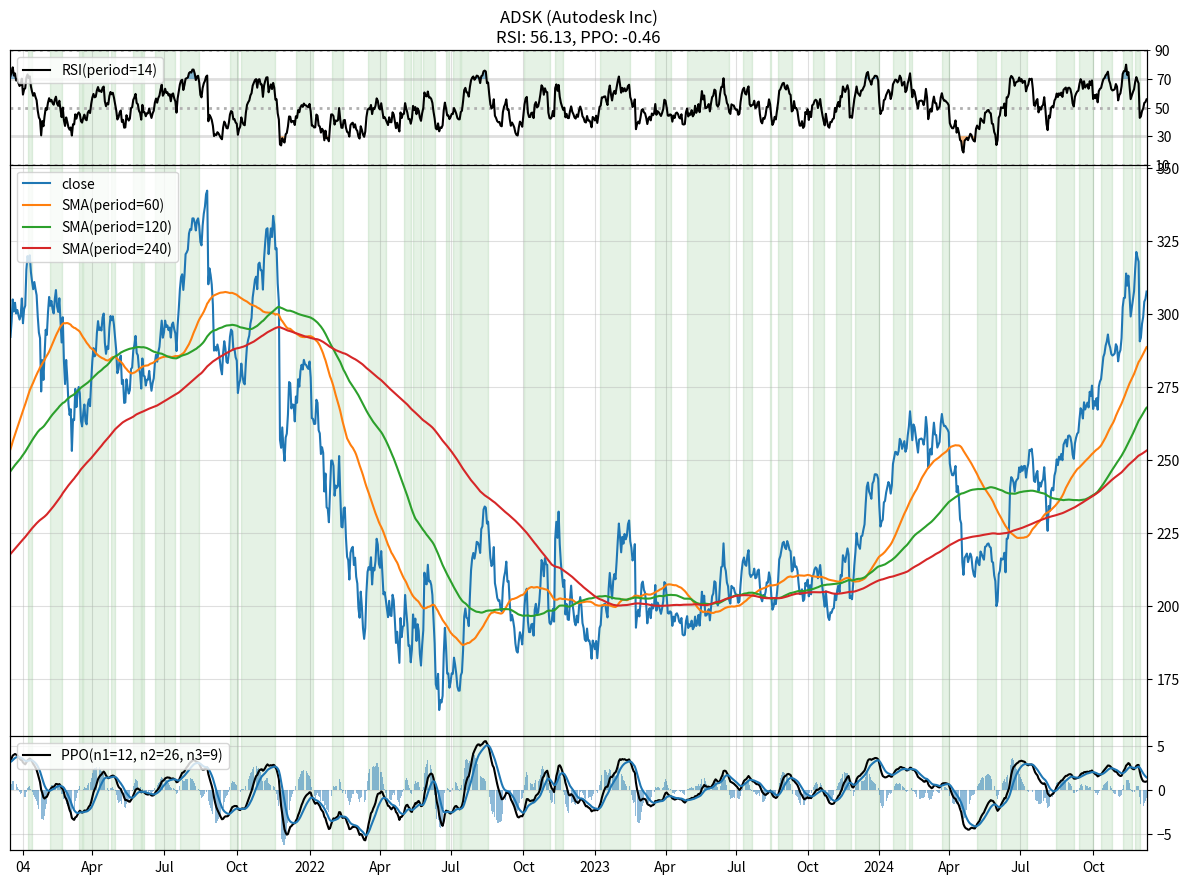 ADSK (Autodesk Inc)
RSI: 56.13, PPO: -0.46
RSI(period=14)
90
70
50
30
10
close
SMA(period=60)
SMA(period=120)
SMA(period=240)
350
325
300
275
250
225
200
175
PPO(n1=12, n2=26, n3=9)
5
0
−5
04 Apr Jul Oct 2022 Apr Jul Oct 2023 Apr Jul Oct 2024 Apr Jul Oct